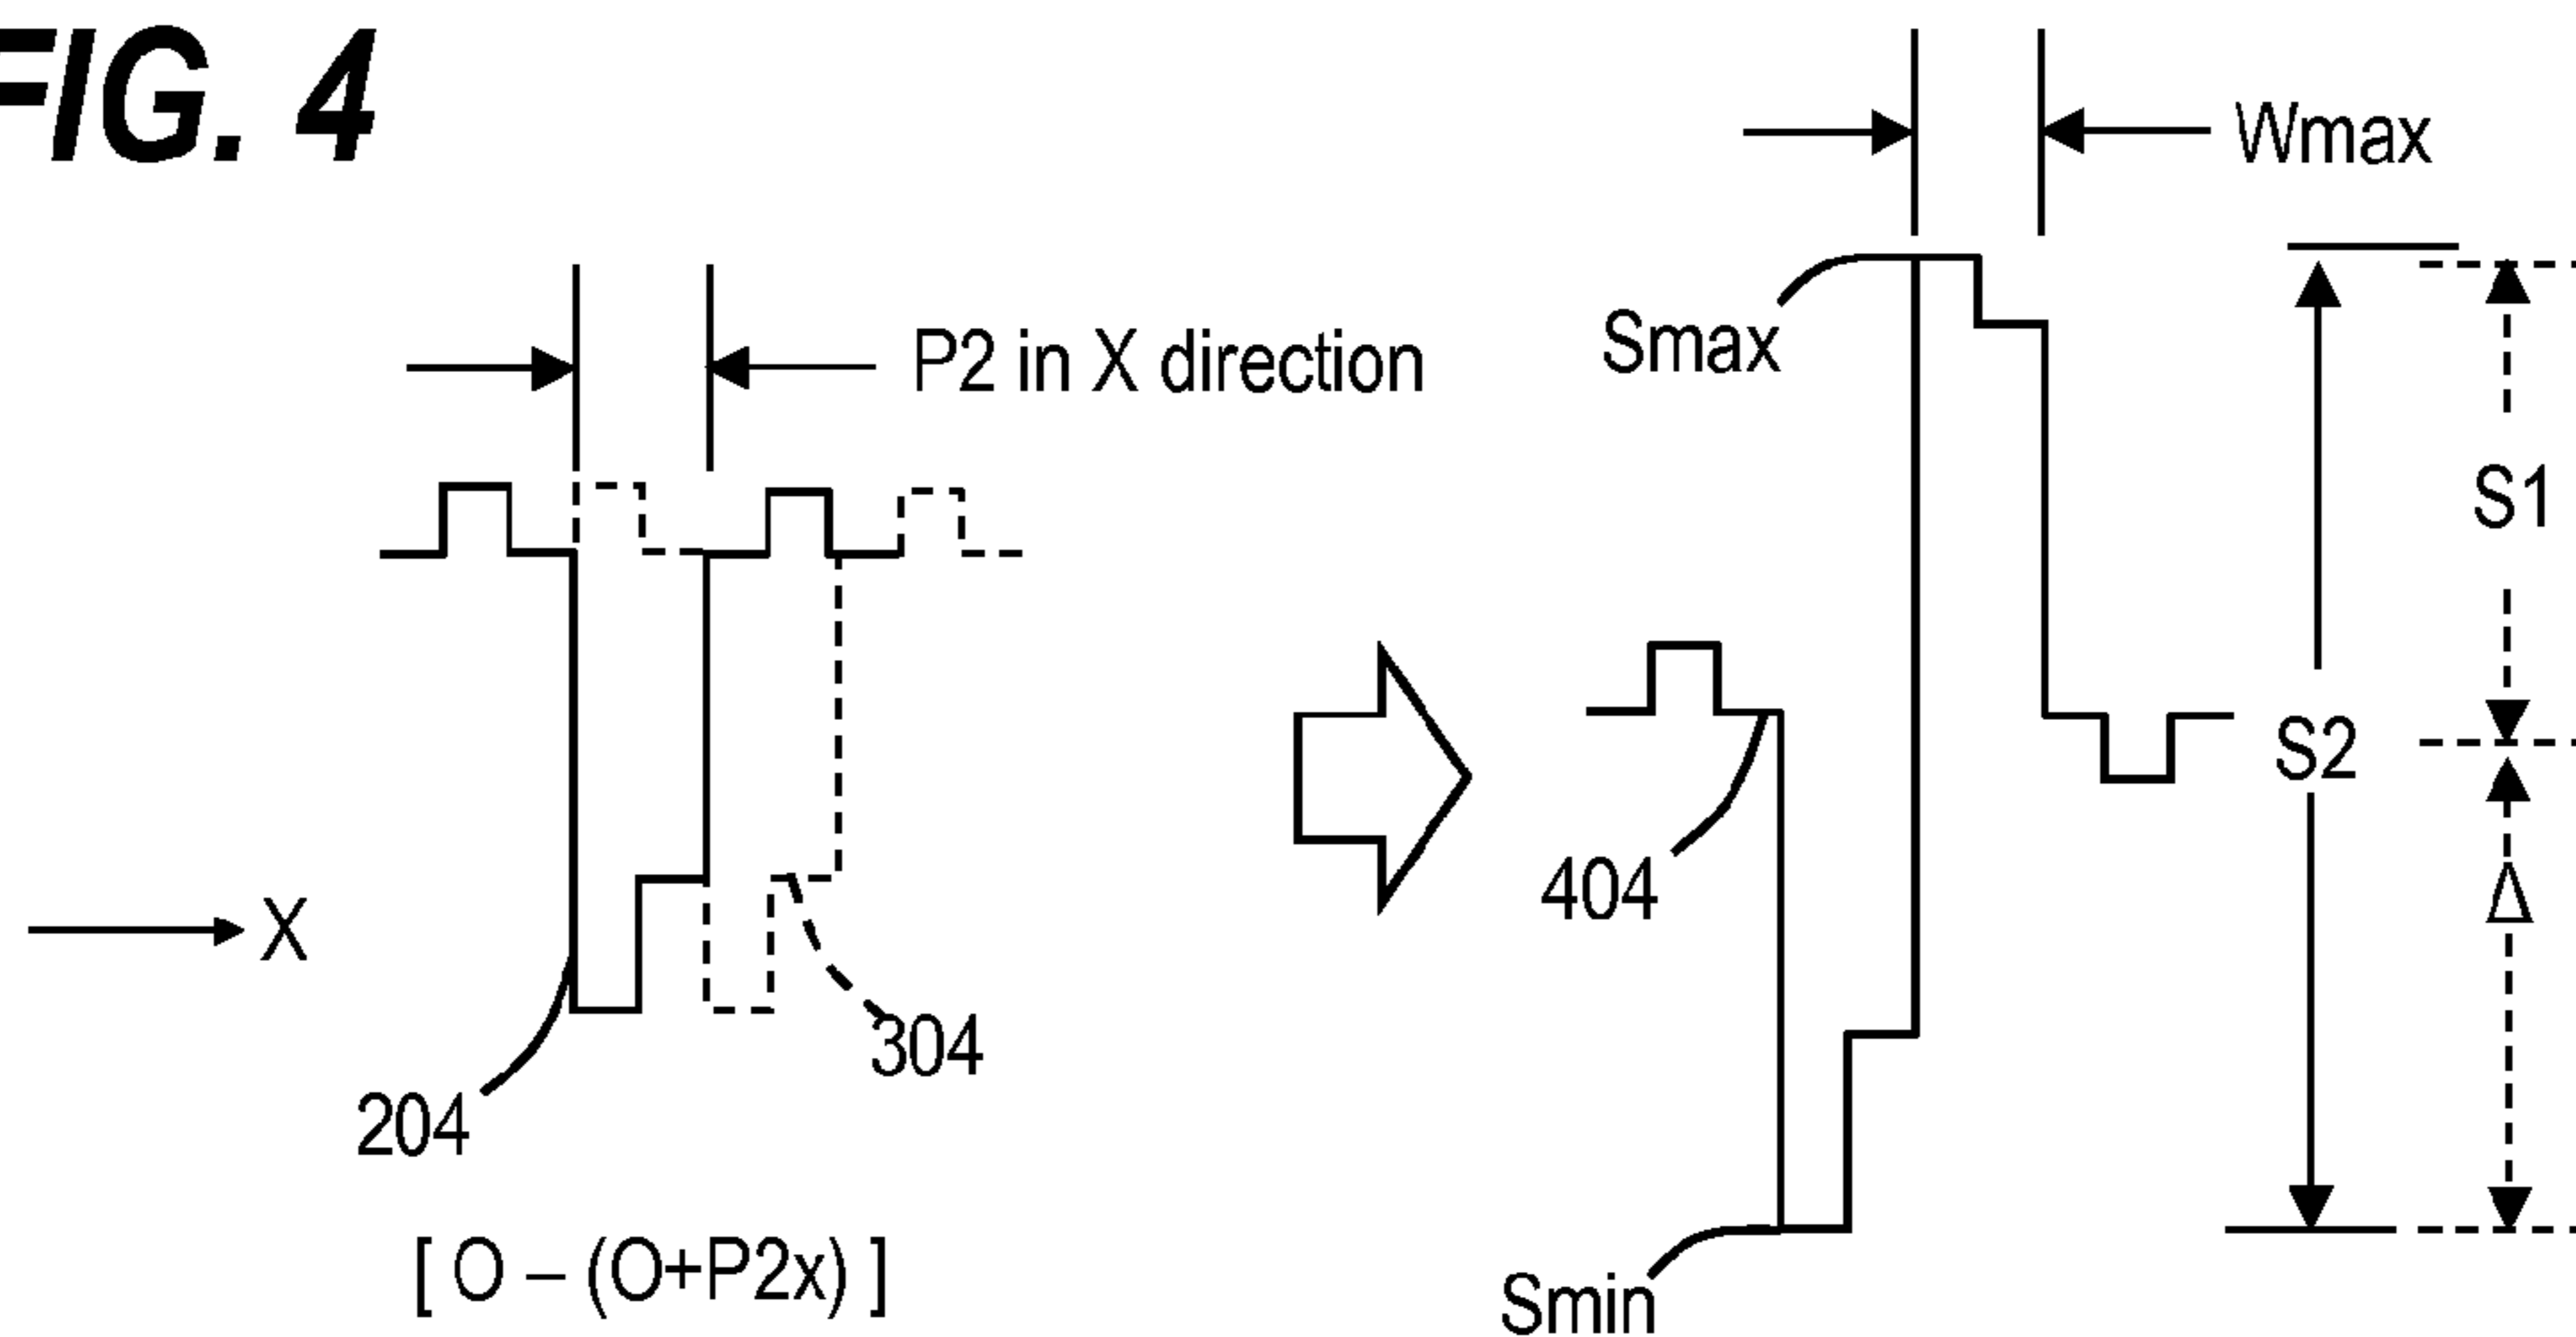 FIG. 4
Wmax
P2 in X direction
Smax
S1
S2
404
Δ
X
304
204
[ O – (O+P2x) ]
Smin